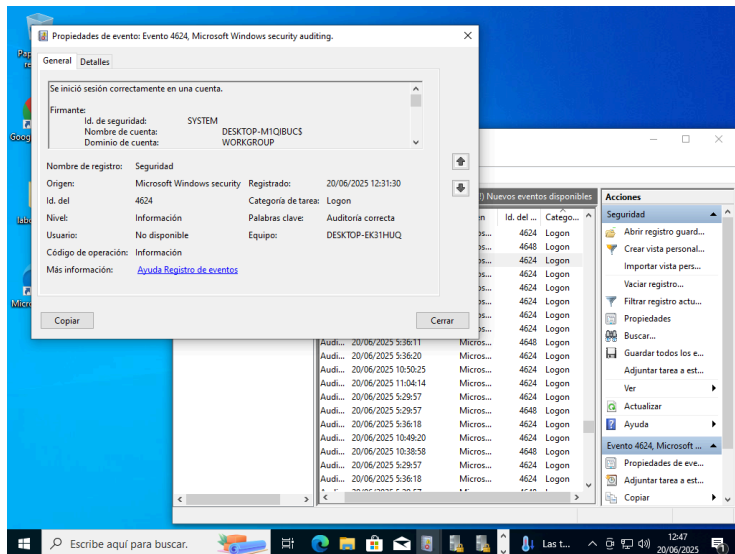 Propiedades de evento: Evento 4624, Microsoft Windows security auditing.
General Detalles
Se inició sesión correctamente en una cuenta.
Firmante:
Id. de seguridad: SYSTEM
Nombre de cuenta: DESKTOP-M1QIBUC$
Dominio de cuenta: WORKGROUP
Nombre de registro: Seguridad
Origen: Microsoft Windows security Registrado: 20/06/2025 12:31:30
Id. del 4624 Categoría de tarea: Logon
Nivel: Información Palabras clave: Auditoría correcta
Usuario: No disponible Equipo: DESKTOP-EK31HUQ
Código de operación: Información
Más información: Ayuda Registro de eventos
Copiar Cerrar
Nuevos eventos disponibles
Id. del ... Catego...
4624 Logon
4648 Logon
4624 Logon
4624 Logon
4624 Logon
4624 Logon
4624 Logon
Audi... 20/06/2025 5:36:11 Micros... 4648 Logon
Audi... 20/06/2025 5:36:20 Micros... 4624 Logon
Audi... 20/06/2025 10:50:25 Micros... 4624 Logon
Audi... 20/06/2025 11:04:14 Micros... 4624 Logon
Audi... 20/06/2025 5:29:57 Micros... 4624 Logon
Audi... 20/06/2025 5:29:57 Micros... 4648 Logon
Audi... 20/06/2025 5:36:18 Micros... 4624 Logon
Audi... 20/06/2025 10:49:20 Micros... 4624 Logon
Audi... 20/06/2025 10:38:58 Micros... 4648 Logon
Audi... 20/06/2025 5:29:57 Micros... 4624 Logon
Audi... 20/06/2025 5:36:18 Micros... 4624 Logon
Acciones
Seguridad
Abrir registro guard...
Crear vista personal...
Importar vista pers...
Vaciar registro...
Filtrar registro actu...
Propiedades
Buscar...
Guardar todos los e...
Adjuntar tarea a est...
Ver
Actualizar
Ayuda
Evento 4624, Microsoft ...
Propiedades de eve...
Adjuntar tarea a est...
Copiar
Escribe aquí para buscar.
Las t...
12:47
20/06/2025